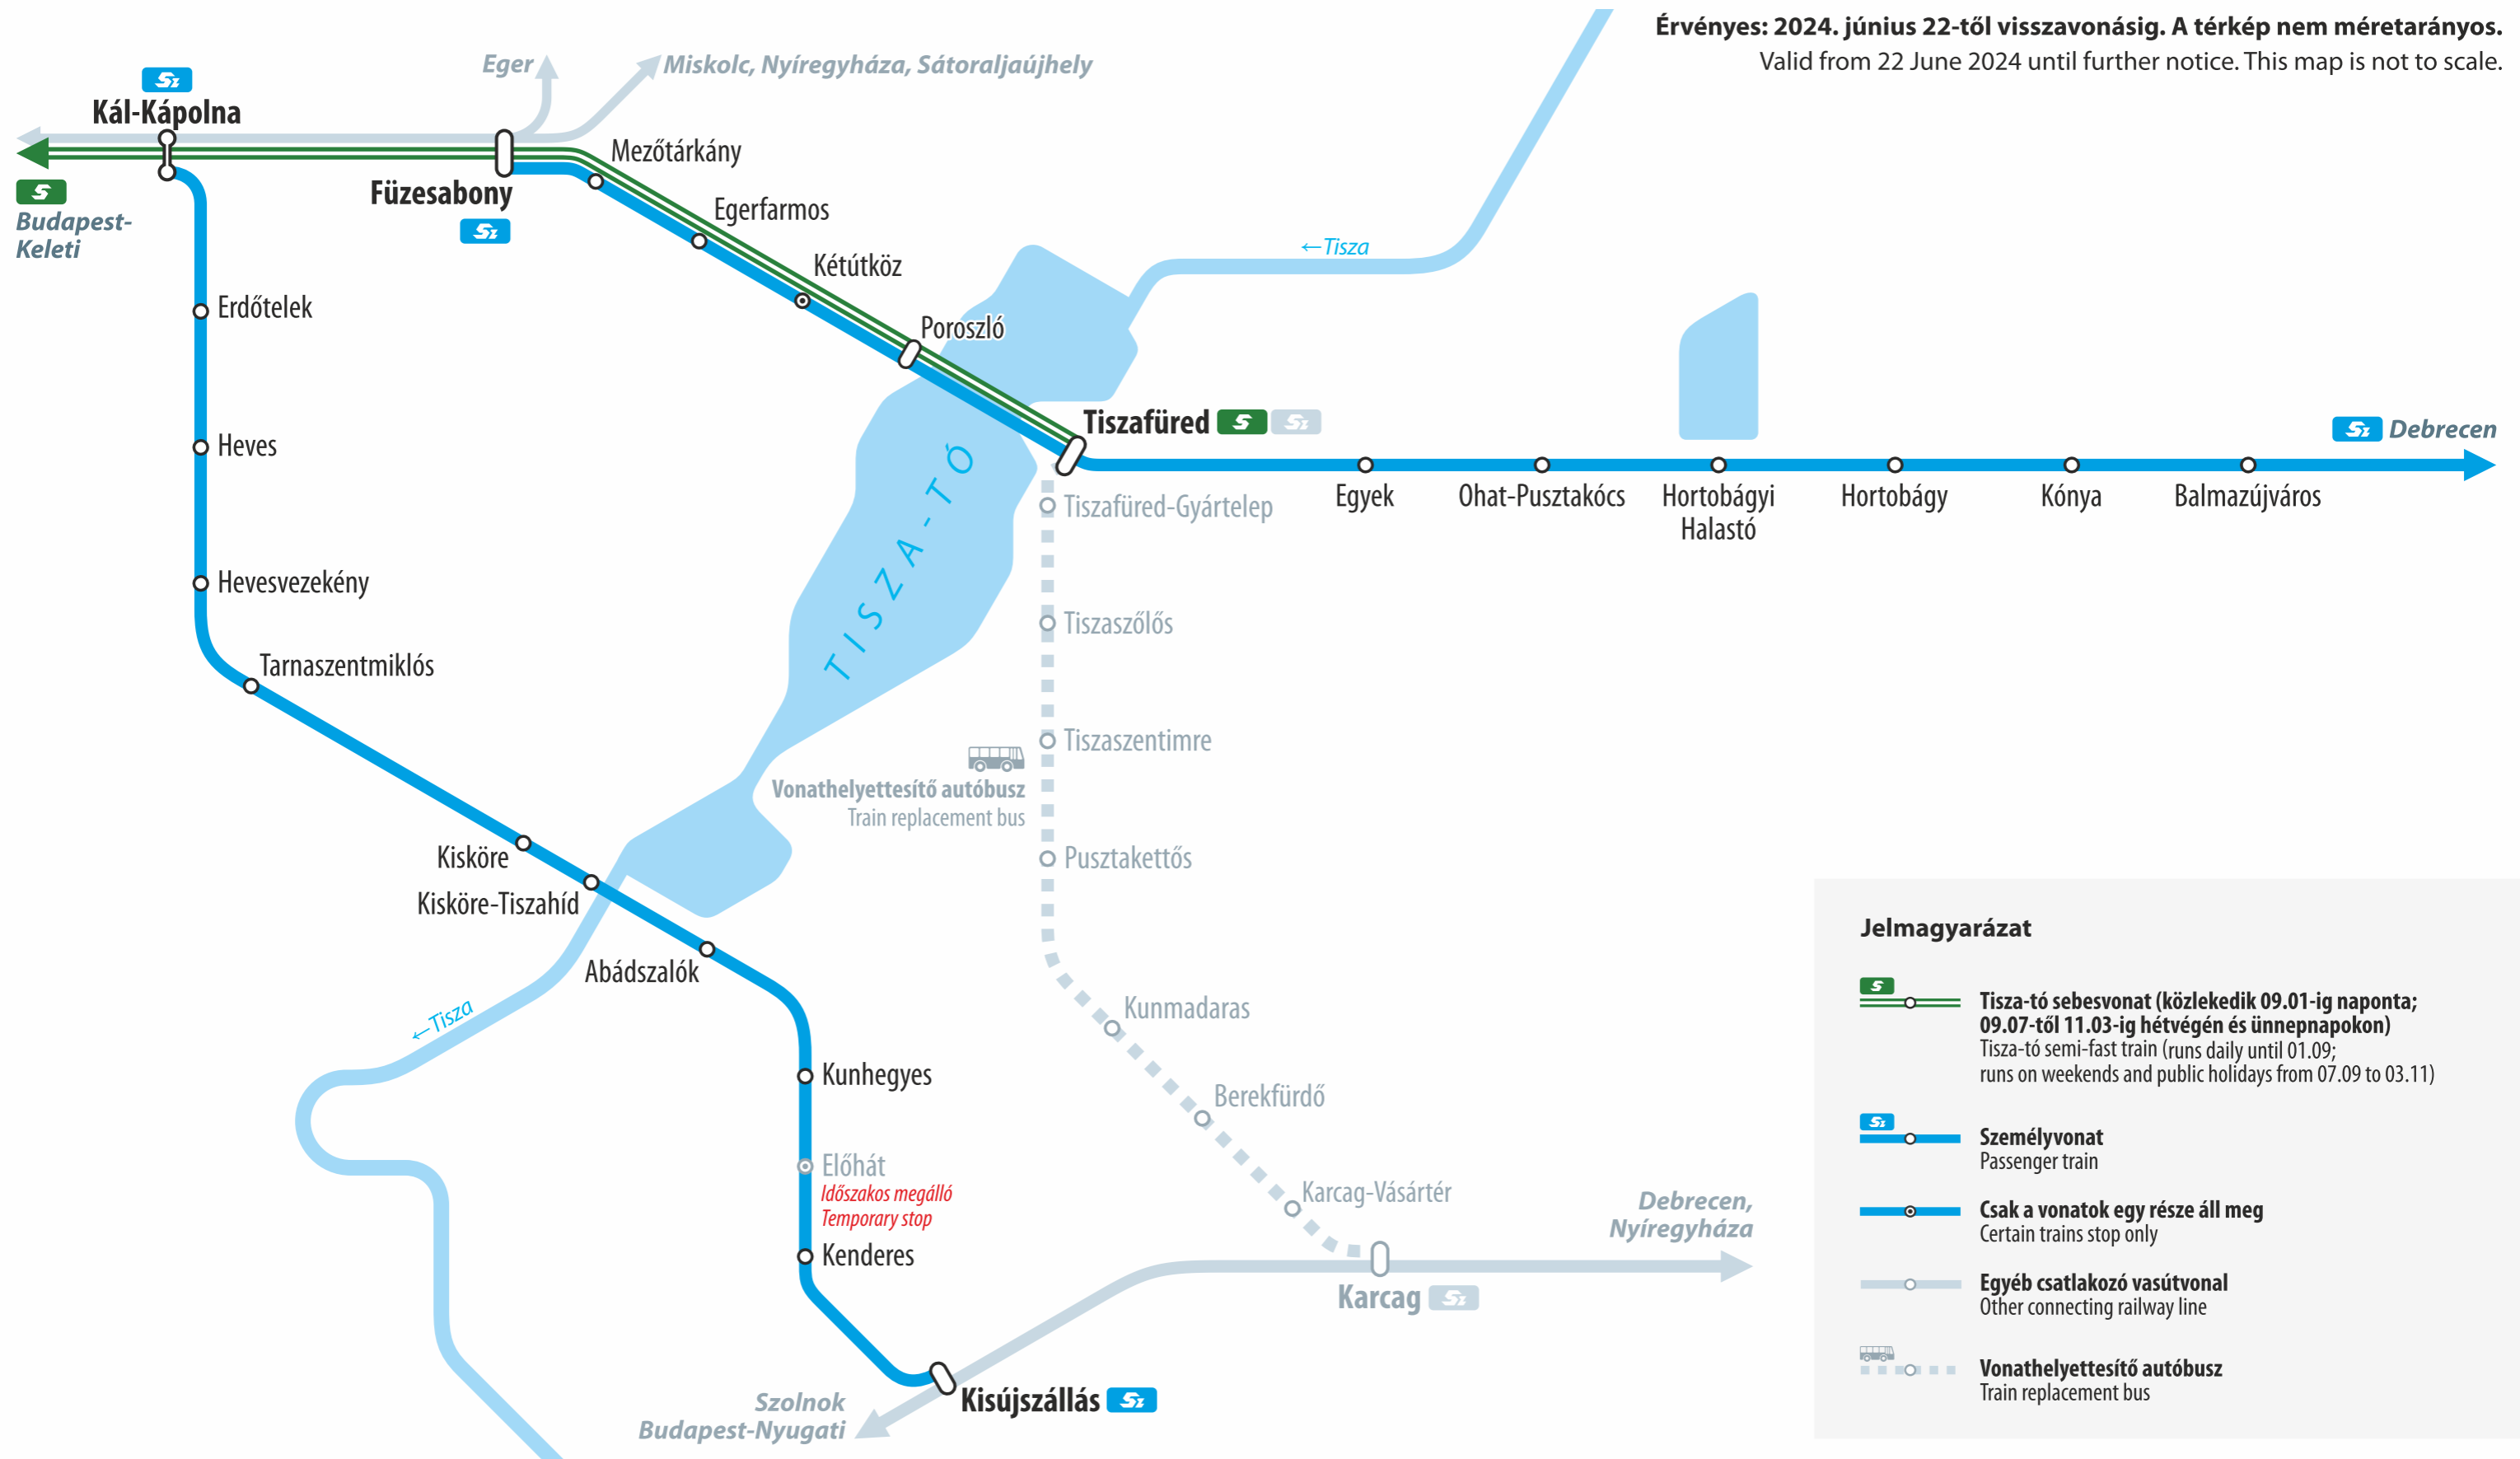 Érvényes: 2024. június 22-től visszavonásig. A térkép nem méretarányos.
Valid from 22 June 2024 until further notice. This map is not to scale.
Eger
Miskolc, Nyíregyháza, Sátoraljaújhely
Sz
Kál-Kápolna
S
Budapest-
Keleti
Füzesabony
Sz
Mezőtárkány
Egerfarmos
Kétútköz
Poroszló
←Tisza
Tiszafüred S Sz
Sz Debrecen
Egyek
Ohat-Pusztakócs
Hortobágyi
Halastó
Hortobágy
Kónya
Balmazújváros
Erdőtelek
Heves
Hevesvezekény
Tarnaszentmiklós
Kisköre
Kisköre-Tiszahíd
Abádszalók
TISZA-TÓ
Tiszafüred-Gyártelep
Tiszaszőlős
Tiszaszentimre
Vonathelyettesítő autóbusz
Train replacement bus
Pusztakettős
Kunmadaras
Berekfürdő
Karcag-Vásártér
Karcag Sz
Debrecen,
Nyíregyháza
←Tisza
Kunhegyes
Előhát
Időszakos megálló
Temporary stop
Kenderes
Kisújszállás Sz
Szolnok
Budapest-Nyugati
Jelmagyarázat
S
Tisza-tó sebesvonat (közlekedik 09.01-ig naponta;
09.07-től 11.03-ig hétvégén és ünnepnapokon)
Tisza-tó semi-fast train (runs daily until 01.09;
runs on weekends and public holidays from 07.09 to 03.11)
Sz
Személyvonat
Passenger train
Csak a vonatok egy része áll meg
Certain trains stop only
Egyéb csatlakozó vasútvonal
Other connecting railway line
Vonathelyettesítő autóbusz
Train replacement bus